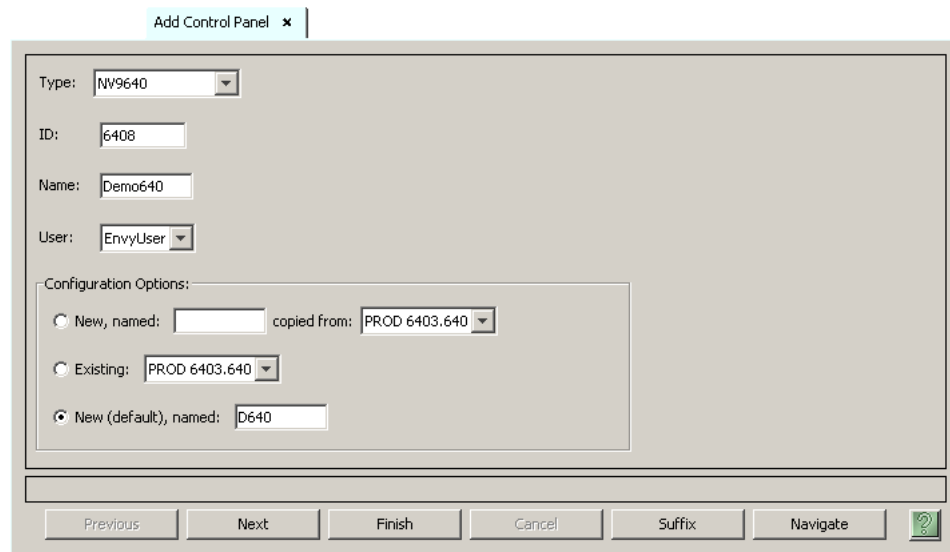 Add Control Panel x
Type: NV9640
ID: 6408
Name: Demo640
User: EnvyUser
Configuration Options:
New, named: copied from: PROD 6403.640
Existing: PROD 6403.640
New (default), named: D640
Previous Next Finish Cancel Suffix Navigate ?